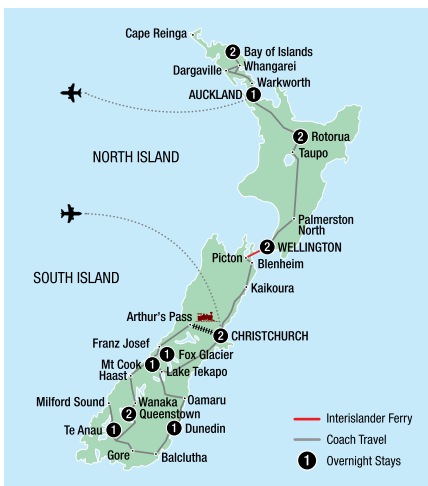 Cape Reinga
2
Bay of Islands
Whangarei
Dargaville
Warkworth
AUCKLAND
1
2
Rotorua
Taupo
NORTH ISLAND
Palmerston
North
2
WELLINGTON
Picton
Blenheim
SOUTH ISLAND
Kaikoura
Arthur's Pass
2
CHRISTCHURCH
Franz Josef
1
Fox Glacier
Mt Cook
1
Lake Tekapo
Haast
Milford Sound
Wanaka
Oamaru
2
Queenstown
Te Anau
1
1
Dunedin
Gore
Balclutha
Interislander Ferry
Coach Travel
1
Overnight Stays